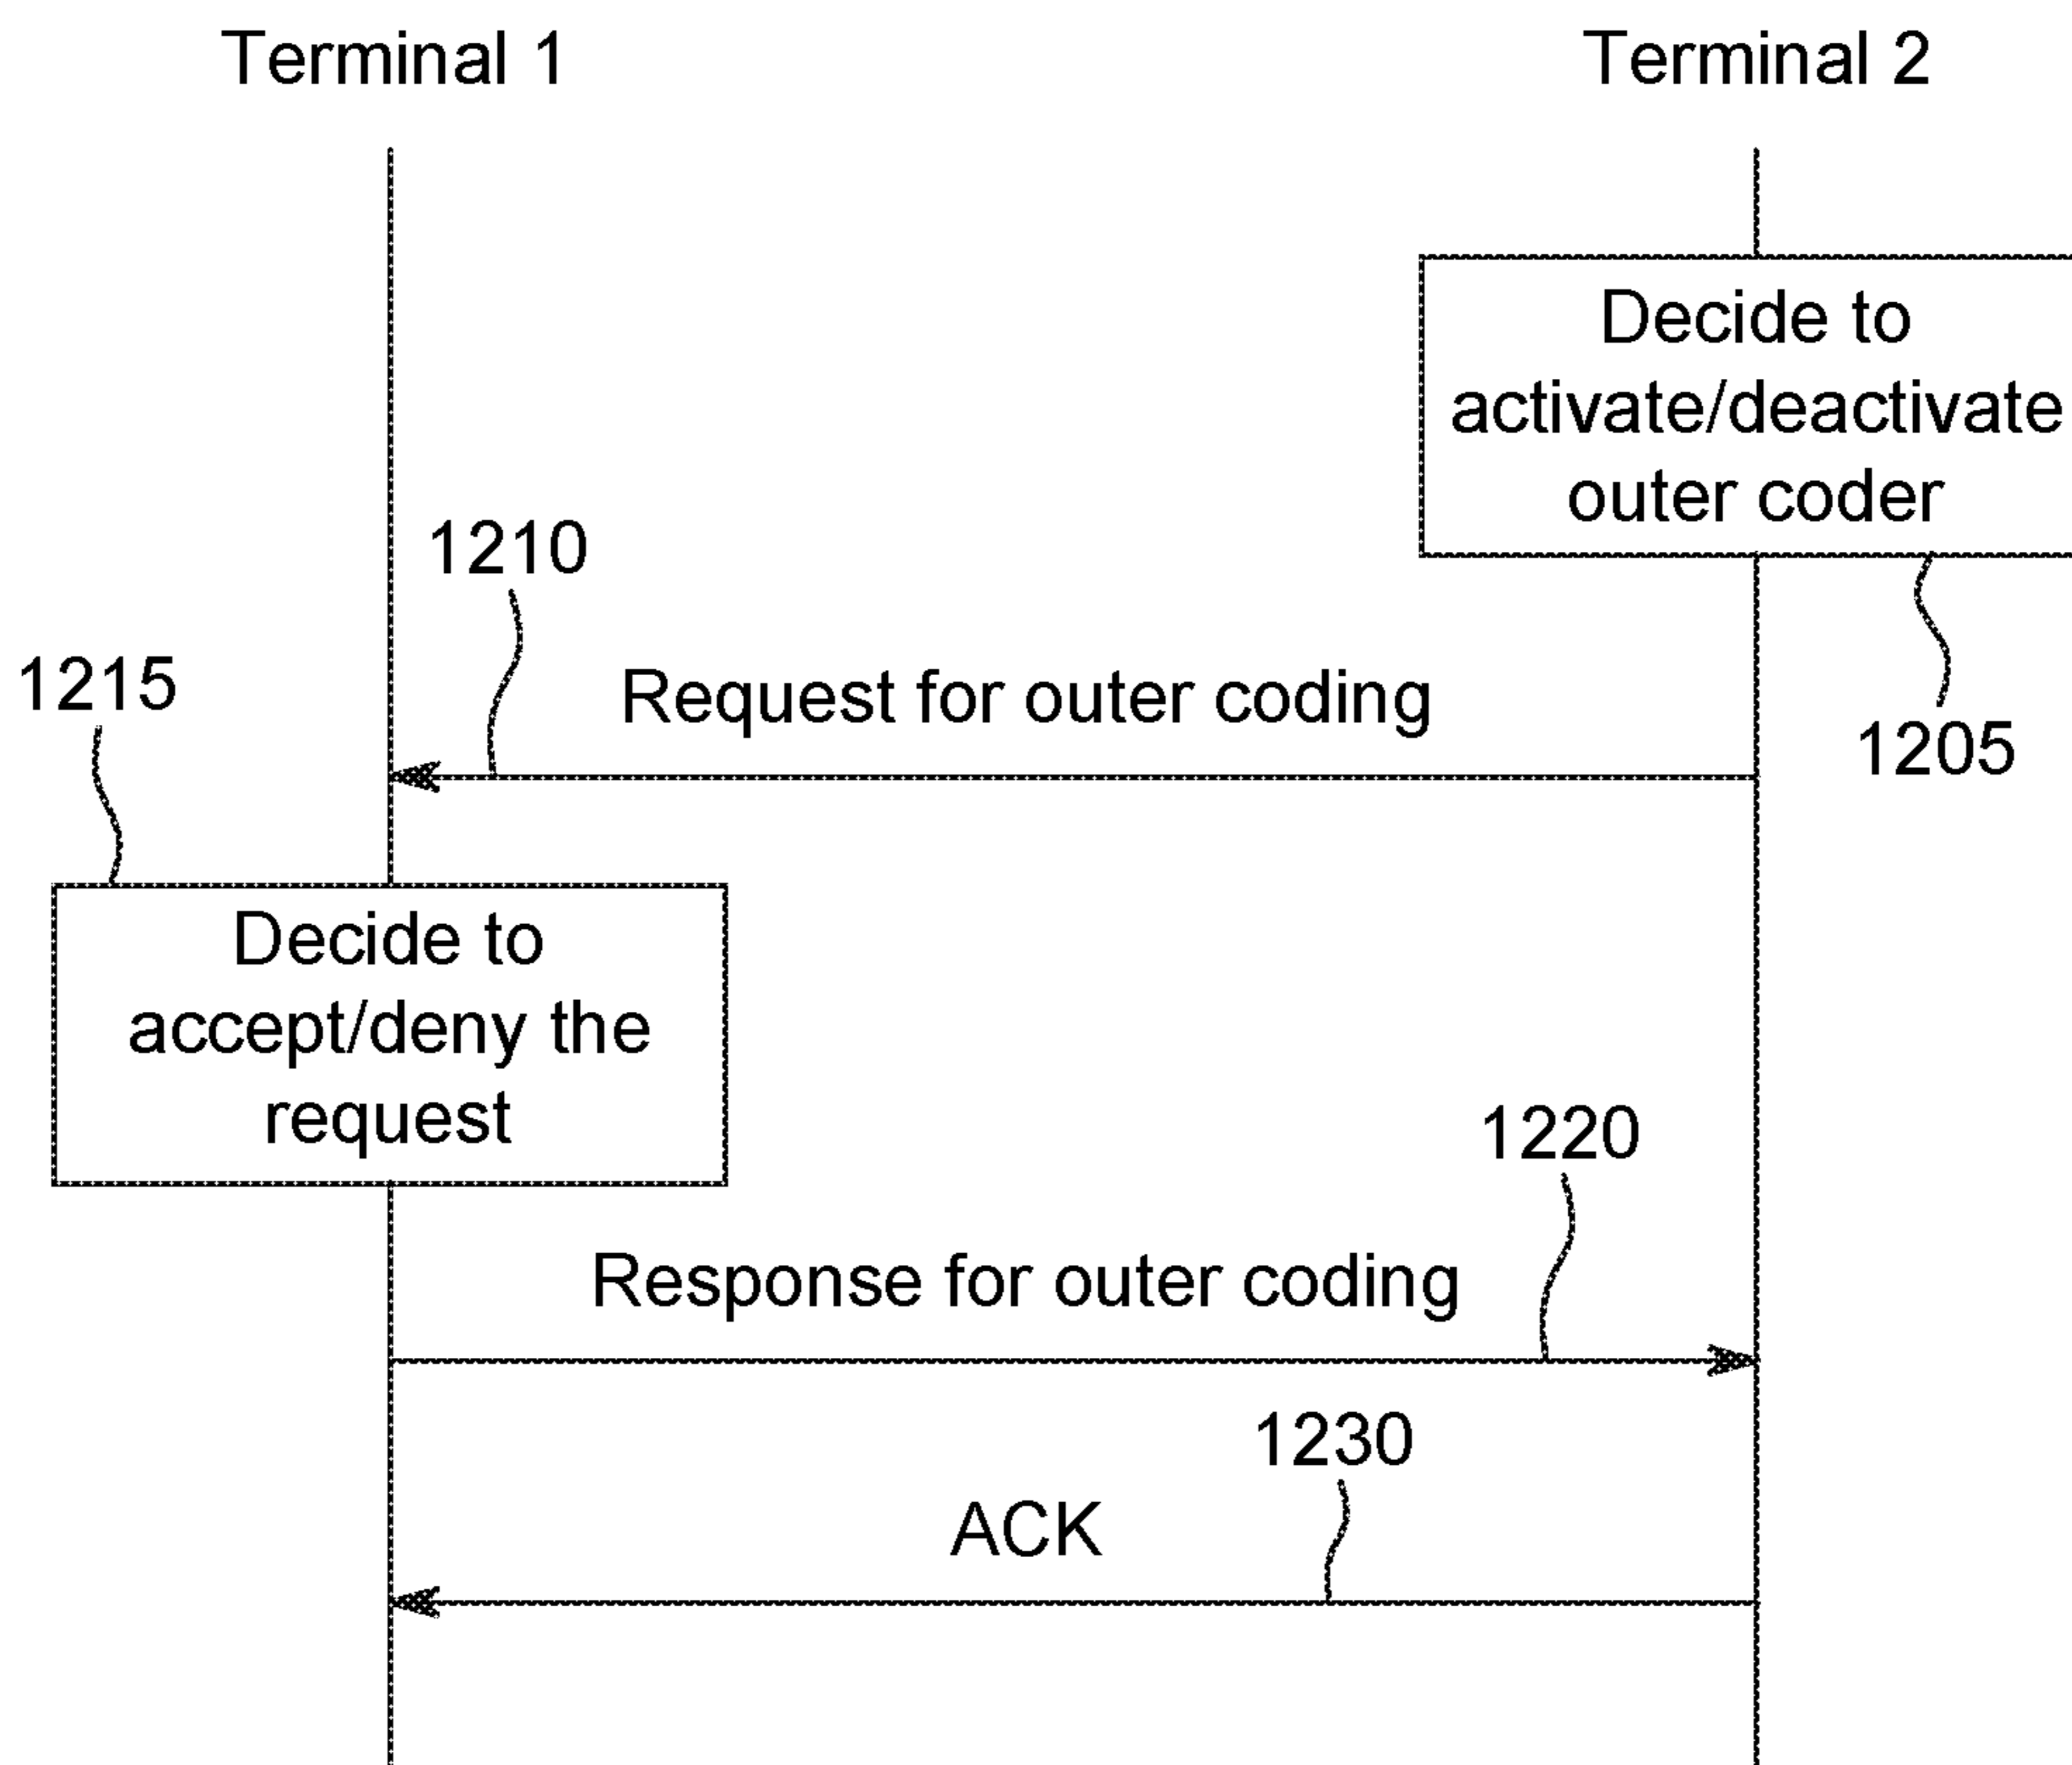 Terminal 1
Terminal 2
Decide to
activate/deactivate
outer coder
1205
1210
Request for outer coding
1215
Decide to
accept/deny the
request
1220
Response for outer coding
1230
ACK